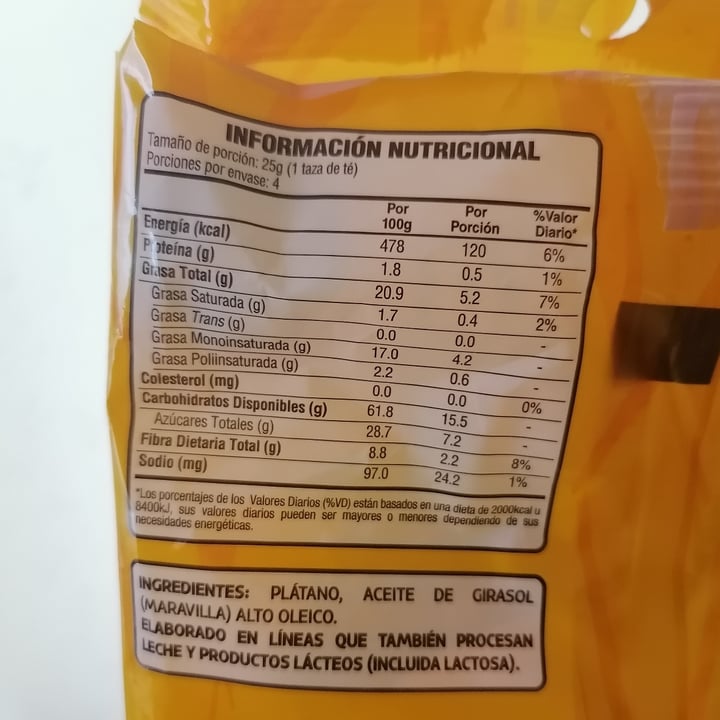 INFORMACIÓN NUTRICIONAL
Tamaño de porción: 25g (1 taza de té)
Porciones por envase: 4
Por 100g Por Porción %Valor Diario*
Energía (kcal) 478 120 6%
Proteína (g) 1.8 0.5 1%
Grasa Total (g) 20.9 5.2 7%
Grasa Saturada (g) 1.7 0.4 2%
Grasa Trans (g) 0.0 0.0 -
Grasa Monoinsaturada (g) 17.0 4.2 -
Grasa Poliinsaturada (g) 2.2 0.6 -
Colesterol (mg) 0.0 0.0 0%
Carbohidratos Disponibles (g) 61.8 15.5 -
Azúcares Totales (g) 28.7 7.2 -
Fibra Dietaria Total (g) 8.8 2.2 8%
Sodio (mg) 97.0 24.2 1%
*Los porcentajes de los Valores Diarios (%VD) están basados en una dieta de 2000kcal u
8400kJ, sus valores diarios pueden ser mayores o menores dependiendo de sus
necesidades energéticas.
INGREDIENTES: PLÁTANO, ACEITE DE GIRASOL
(MARAVILLA) ALTO OLEICO.
ELABORADO EN LÍNEAS QUE TAMBIÉN PROCESAN
LECHE Y PRODUCTOS LÁCTEOS (INCLUIDA LACTOSA).